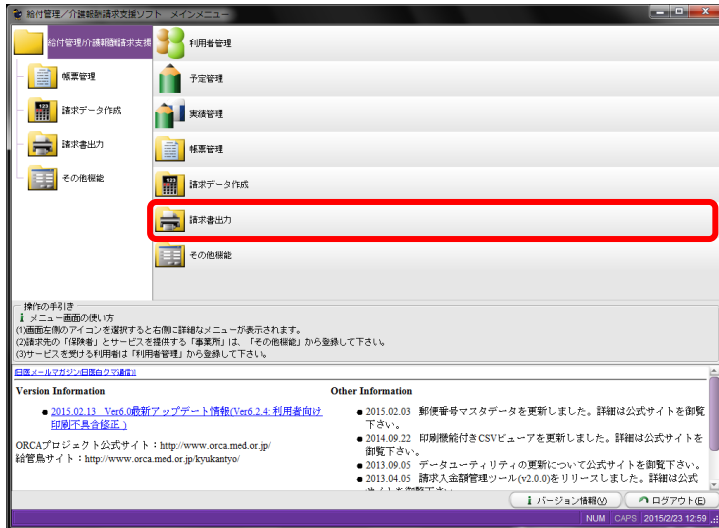 給付管理／介護報酬請求支援ソフト メインメニュー
給付管理/介護報酬請求支援
帳票管理
請求データ作成
請求書出力
その他機能
利用者管理
予定管理
実績管理
帳票管理
請求データ作成
請求書出力
その他機能
操作の手引き
メニュー画面の使い方
(1)画面左側のアイコンを選択すると右側に詳細なメニューが表示されます。
(2)請求先の「保険者」とサービスを提供する「事業所」は、「その他機能」から登録して下さい。
(3)サービスを受ける利用者は「利用者管理」から登録して下さい。
日医メールマガジン(日医白クマ通信)
Version Information
2015.02.13 Ver6.0最新アップデート情報(Ver6.2.4: 利用者向け
印刷不具合修正 )
ORCAプロジェクト公式サイト：http://www.orca.med.or.jp/
給管鳥サイト：http://www.orca.med.or.jp/kyukantyo/
Other Information
2015.02.03 郵便番号マスタデータを更新しました。詳細は公式サイトを御覧
下さい。
2014.09.22 印刷機能付きCSVビューアを更新しました。詳細は公式サイトを
御覧下さい。
2013.09.05 データユーティリティの更新について公式サイトを御覧下さい。
2013.04.05 請求入金額管理ツール(v2.0.0)をリリースしました。詳細は公式
バージョン情報(V)
ログアウト(E)
NUM CAPS 2015/2/23 12:59